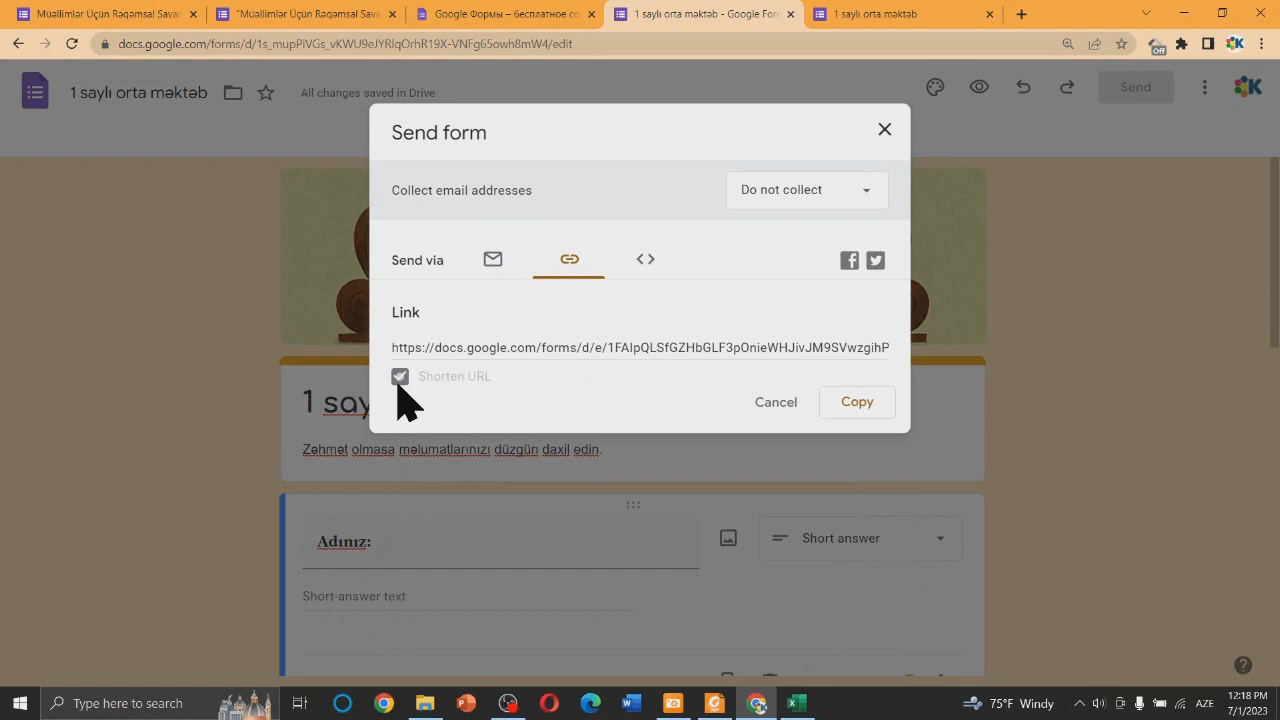 Müəllimlər Üçün Rəqəmsal Savad
"Müəllimlər Üçün Rəqəmsal Sava
Google Формы – бесплатное со
1 saylı orta məktəb - Google For
1 saylı orta məktəb
docs.google.com/forms/d/1s_mupPiVGs_vKWU9eJYRlqOrhR19X-VNFg65owh8mW4/edit
Off
1 saylı orta məktəb
All changes saved in Drive
Send
Send form
Collect email addresses
Do not collect
Send via
Link
https://docs.google.com/forms/d/e/1FAIpQLSfGZHbGLF3pOnieWHJivJM9SVwzgihP
Shorten URL
Cancel
Copy
1 say
Zəhmət olmasa məlumatlarınızı düzgün daxil edin.
Adınız:
Short answer
Short-answer text
Type here to search
75°F Windy
AZE
12:18 PM
7/1/2023